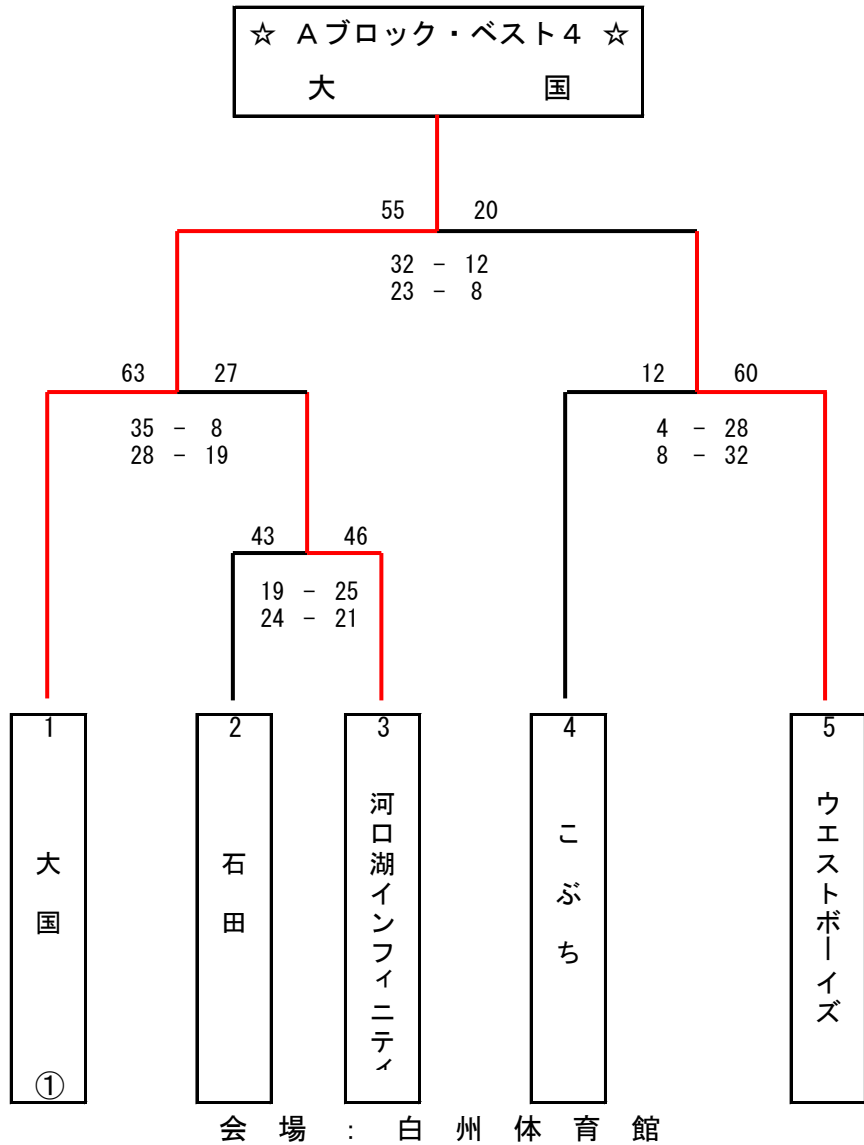 ☆ Aブロック・ベスト4 ☆
大 国
55 20
32 - 12
23 - 8
63 27
35 - 8
28 - 19
12 60
4 - 28
8 - 32
43 46
19 - 25
24 - 21
1
大国
①
2
石田
3
河口湖インフィニティ
4
こぶち
5
ウエストボーイズ
会 場 : 白 州 体 育 館